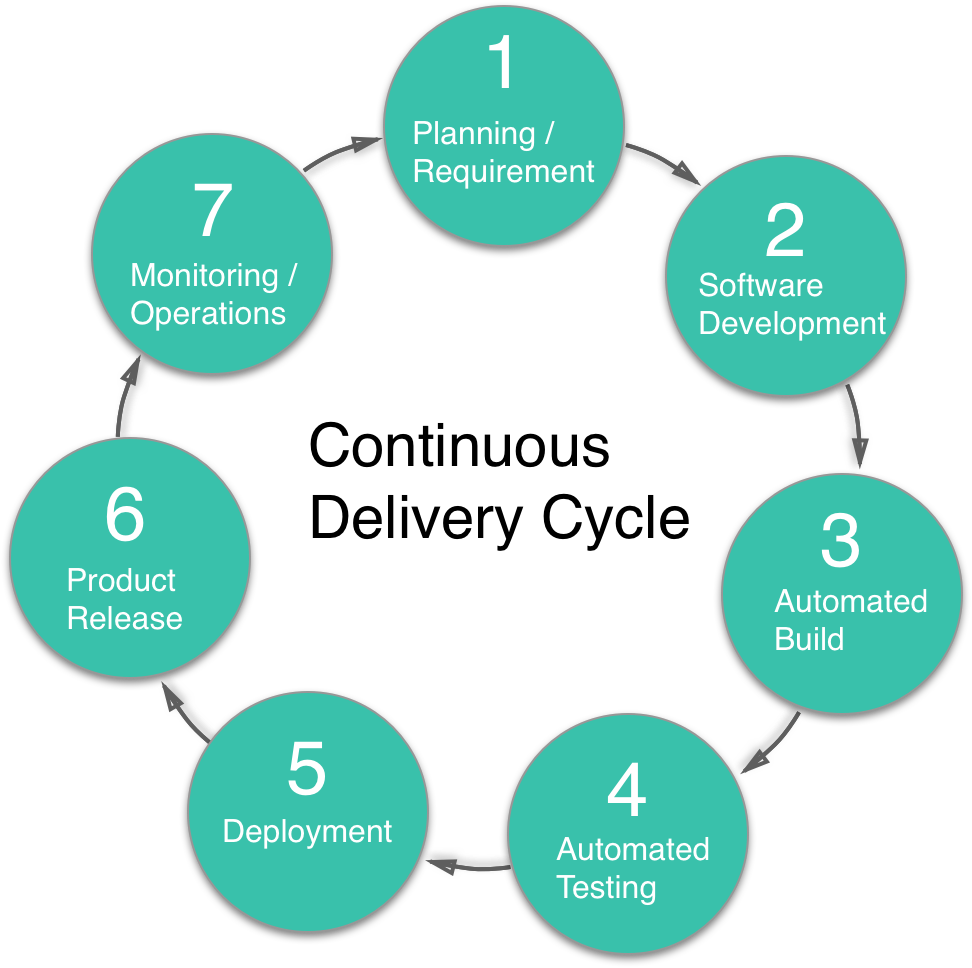 1
Planning /
Requirement
2
Software
Development
3
Automated
Build
4
Automated
Testing
5
Deployment
6
Product
Release
7
Monitoring /
Operations
Continuous
Delivery Cycle